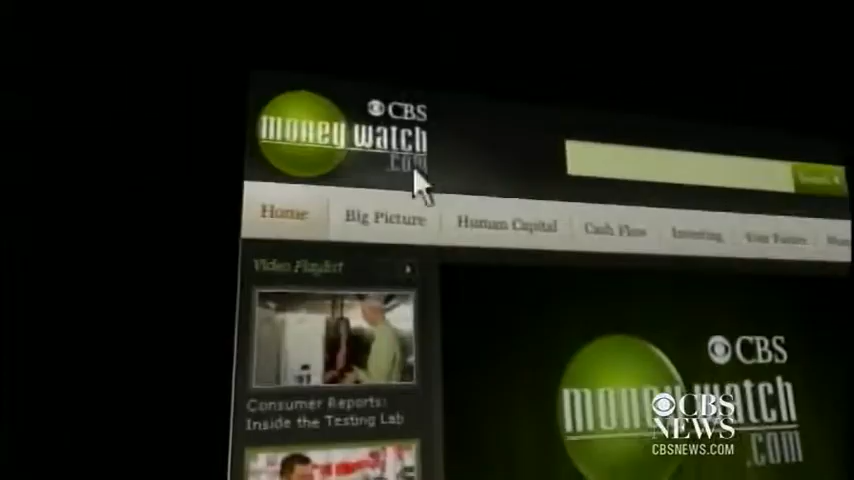 CBS
money watch
.com
Home
Big Picture
Human Capital
Cash Flow
Investing
Video Playlist
Consumer Reports:
Inside the Testing Lab
CBS
money watch
.com
CBS
NEWS
CBSNEWS.COM